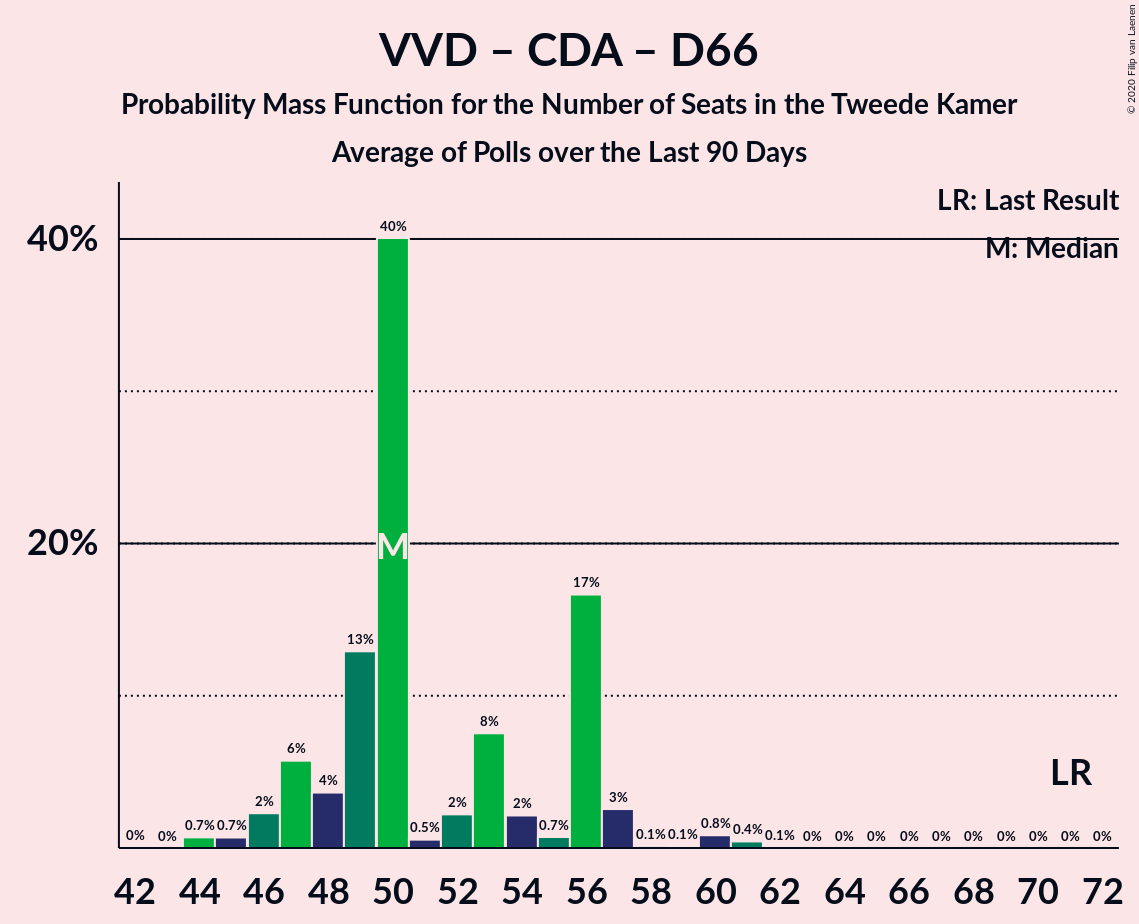 VVD – CDA – D66
Probability Mass Function for the Number of Seats in the Tweede Kamer
Average of Polls over the Last 90 Days
© 2020 Filip van Laenen
LR: Last Result
M: Median
40%
20%
0% 0% 0.7% 0.7% 2% 6% 4% 13% 40% 0.5% 2% 8% 2% 0.7% 17% 3% 0.1% 0.1% 0.8% 0.4% 0.1% 0% 0% 0% 0% 0% 0% 0% 0% 0% 0%
M
LR
42 44 46 48 50 52 54 56 58 60 62 64 66 68 70 72